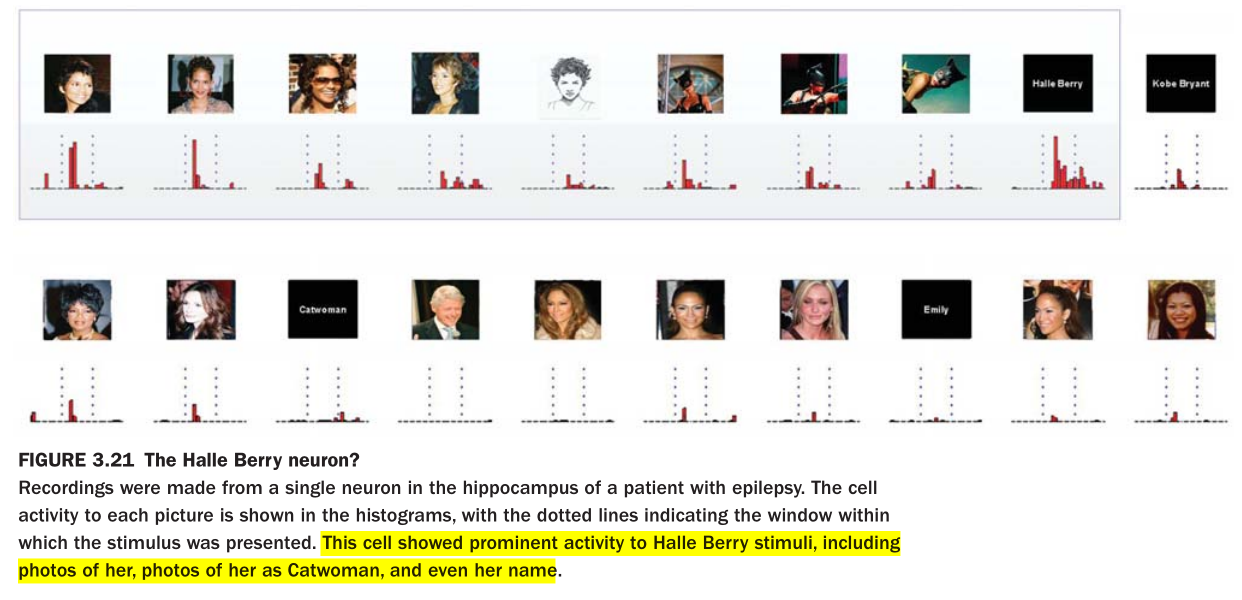 Halle Berry
Kobe Bryant
Catwoman
Emily
FIGURE 3.21 The Halle Berry neuron?
Recordings were made from a single neuron in the hippocampus of a patient with epilepsy. The cell
activity to each picture is shown in the histograms, with the dotted lines indicating the window within
which the stimulus was presented. This cell showed prominent activity to Halle Berry stimuli, including
photos of her, photos of her as Catwoman, and even her name.